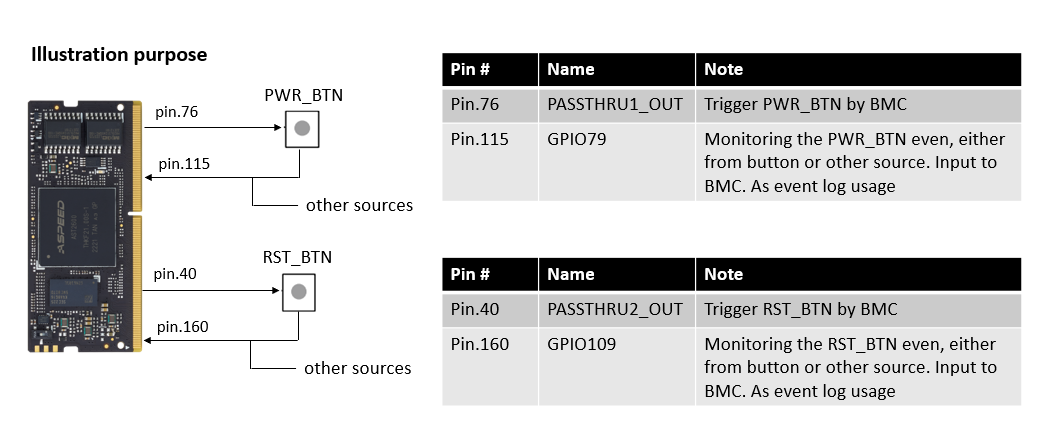 Illustration purpose
PWR_BTN
pin.76
pin.115
other sources
RST_BTN
pin.40
pin.160
other sources
ASPEED
Pin # Name Note
Pin.76 PASSTHRU1_OUT Trigger PWR_BTN by BMC
Pin.115 GPIO79 Monitoring the PWR_BTN even, either
from button or other source. Input to
BMC. As event log usage
Pin # Name Note
Pin.40 PASSTHRU2_OUT Trigger RST_BTN by BMC
Pin.160 GPIO109 Monitoring the RST_BTN even, either
from button or other source. Input to
BMC. As event log usage